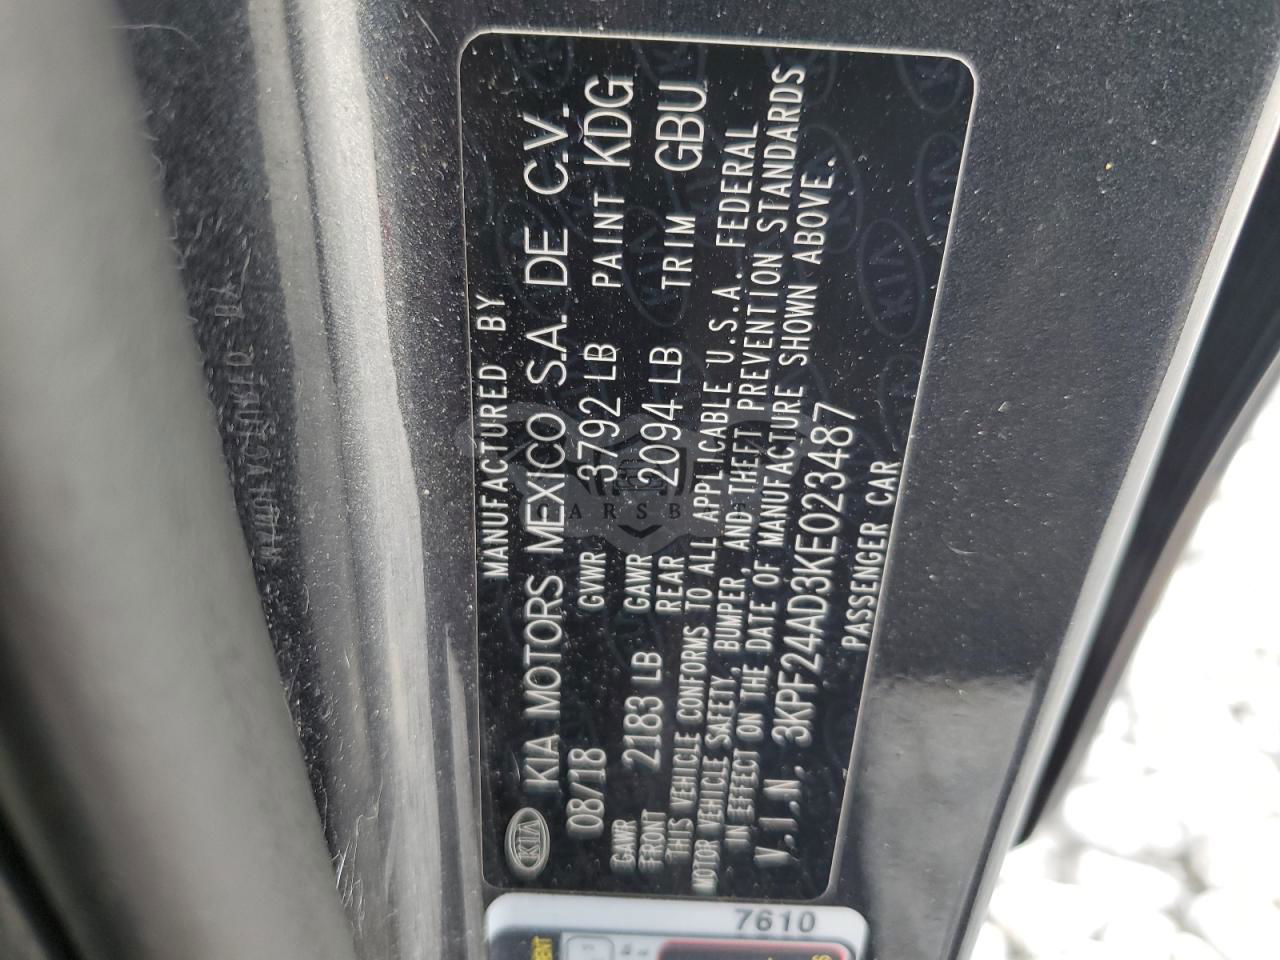 MANUFACTURED BY
KIA KIA MOTORS MEXICO S.A. DE C.V.
08/18 GVWR 3792 LB PAINT KDG
GAWR FRONT 2183 LB GAWR REAR 2094 LB TRIM GBU
THIS VEHICLE CONFORMS TO ALL APPLICABLE U.S.A. FEDERAL
MOTOR VEHICLE SAFETY, BUMPER, AND THEFT PREVENTION STANDARDS
IN EFFECT ON THE DATE OF MANUFACTURE SHOWN ABOVE.
V.I.N. 3KPF24AD3KE023487
PASSENGER CAR
7610